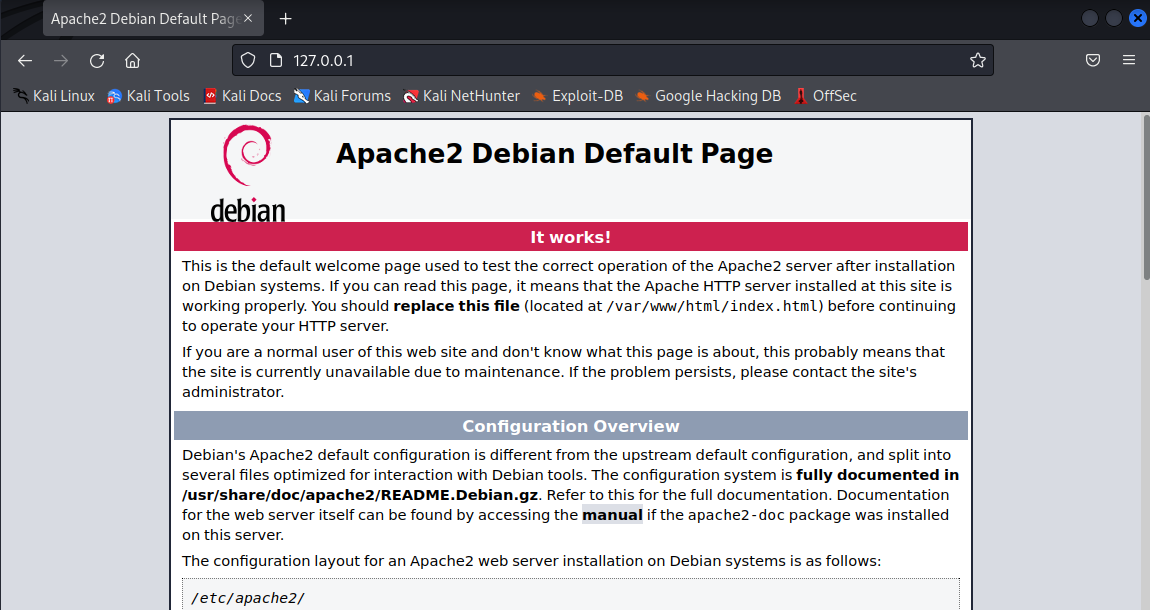 Apache2 Debian Default Page
127.0.0.1
Kali Linux Kali Tools Kali Docs Kali Forums Kali NetHunter Exploit-DB Google Hacking DB OffSec
debian
Apache2 Debian Default Page
It works!
This is the default welcome page used to test the correct operation of the Apache2 server after installation
on Debian systems. If you can read this page, it means that the Apache HTTP server installed at this site is
working properly. You should replace this file (located at /var/www/html/index.html) before continuing
to operate your HTTP server.
If you are a normal user of this web site and don't know what this page is about, this probably means that
the site is currently unavailable due to maintenance. If the problem persists, please contact the site's
administrator.
Configuration Overview
Debian's Apache2 default configuration is different from the upstream default configuration, and split into
several files optimized for interaction with Debian tools. The configuration system is fully documented in
/usr/share/doc/apache2/README.Debian.gz. Refer to this for the full documentation. Documentation
for the web server itself can be found by accessing the manual if the apache2-doc package was installed
on this server.
The configuration layout for an Apache2 web server installation on Debian systems is as follows:
/etc/apache2/